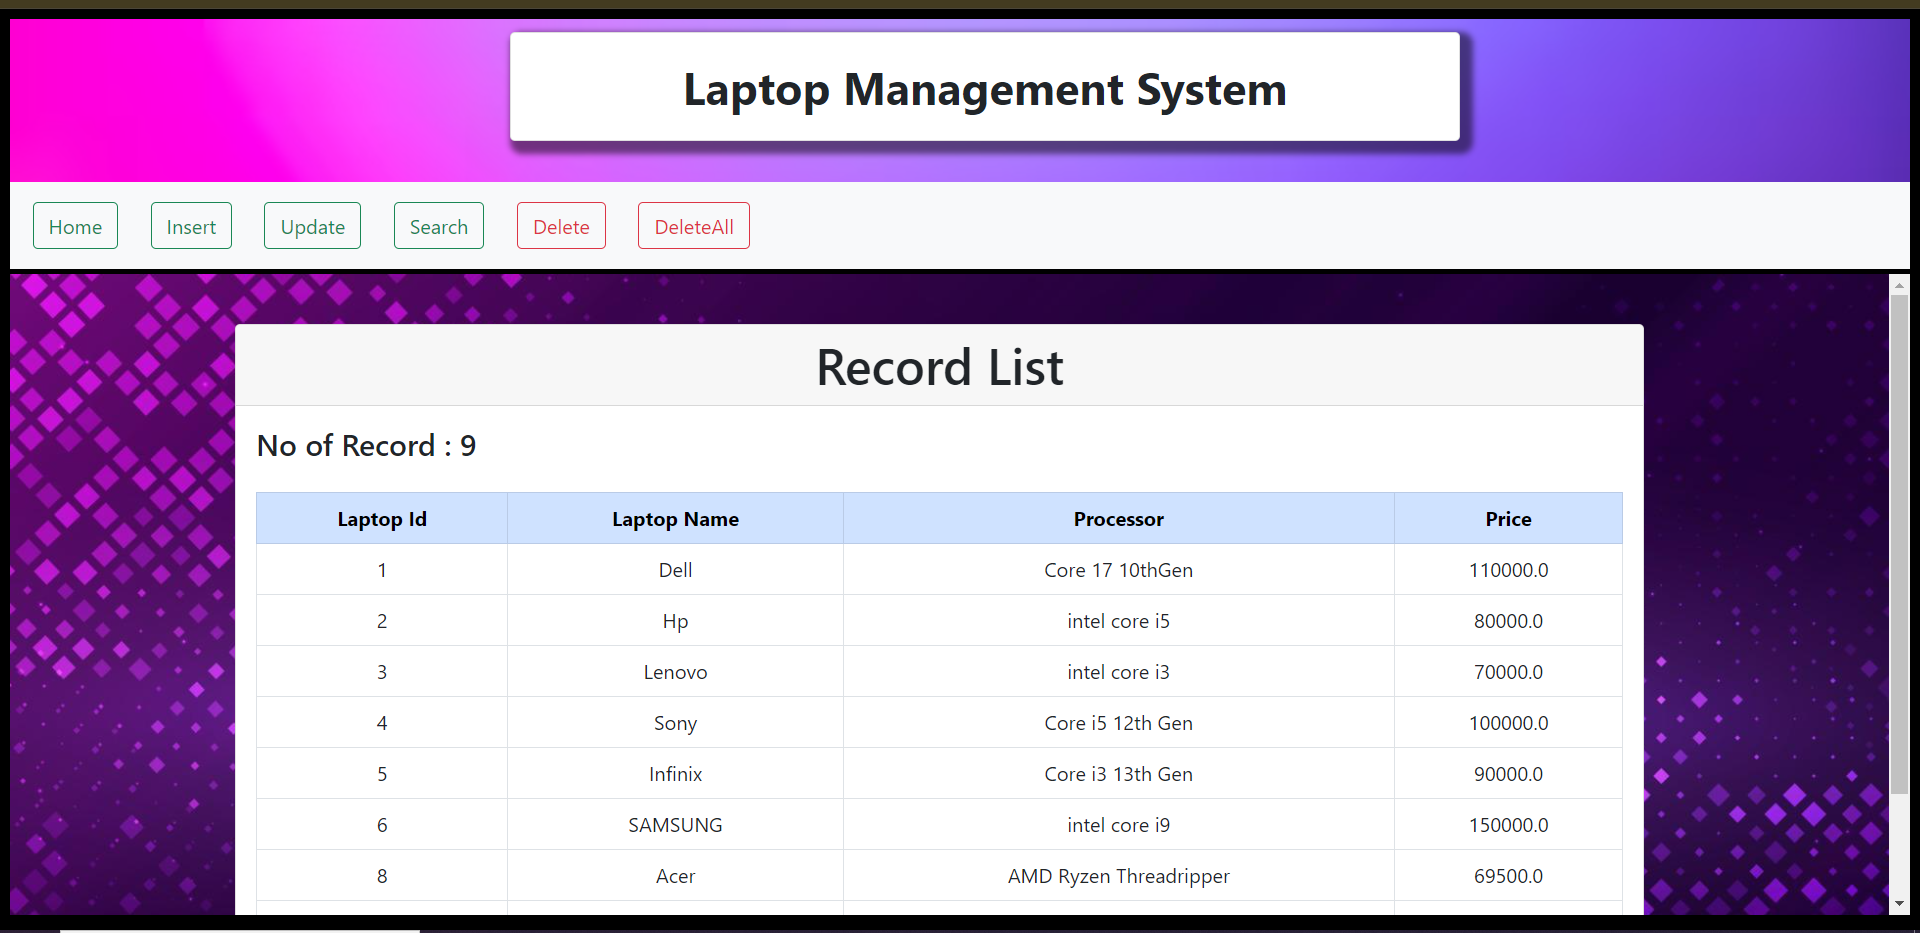 Laptop Management System
Home Insert Update Search Delete DeleteAll
Record List
No of Record : 9
Laptop Id Laptop Name Processor Price
1 Dell Core 17 10thGen 110000.0
2 Hp intel core i5 80000.0
3 Lenovo intel core i3 70000.0
4 Sony Core i5 12th Gen 100000.0
5 Infinix Core i3 13th Gen 90000.0
6 SAMSUNG intel core i9 150000.0
8 Acer AMD Ryzen Threadripper 69500.0